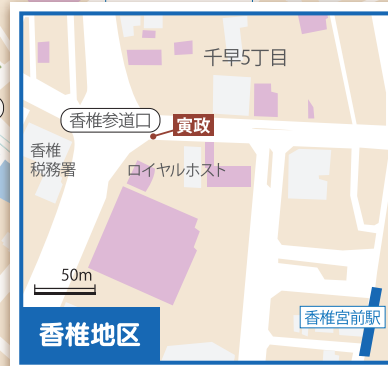 千早5丁目
香椎参道口
寅政
香椎
税務署
ロイヤルホスト
50m
香椎宮前駅
香椎地区